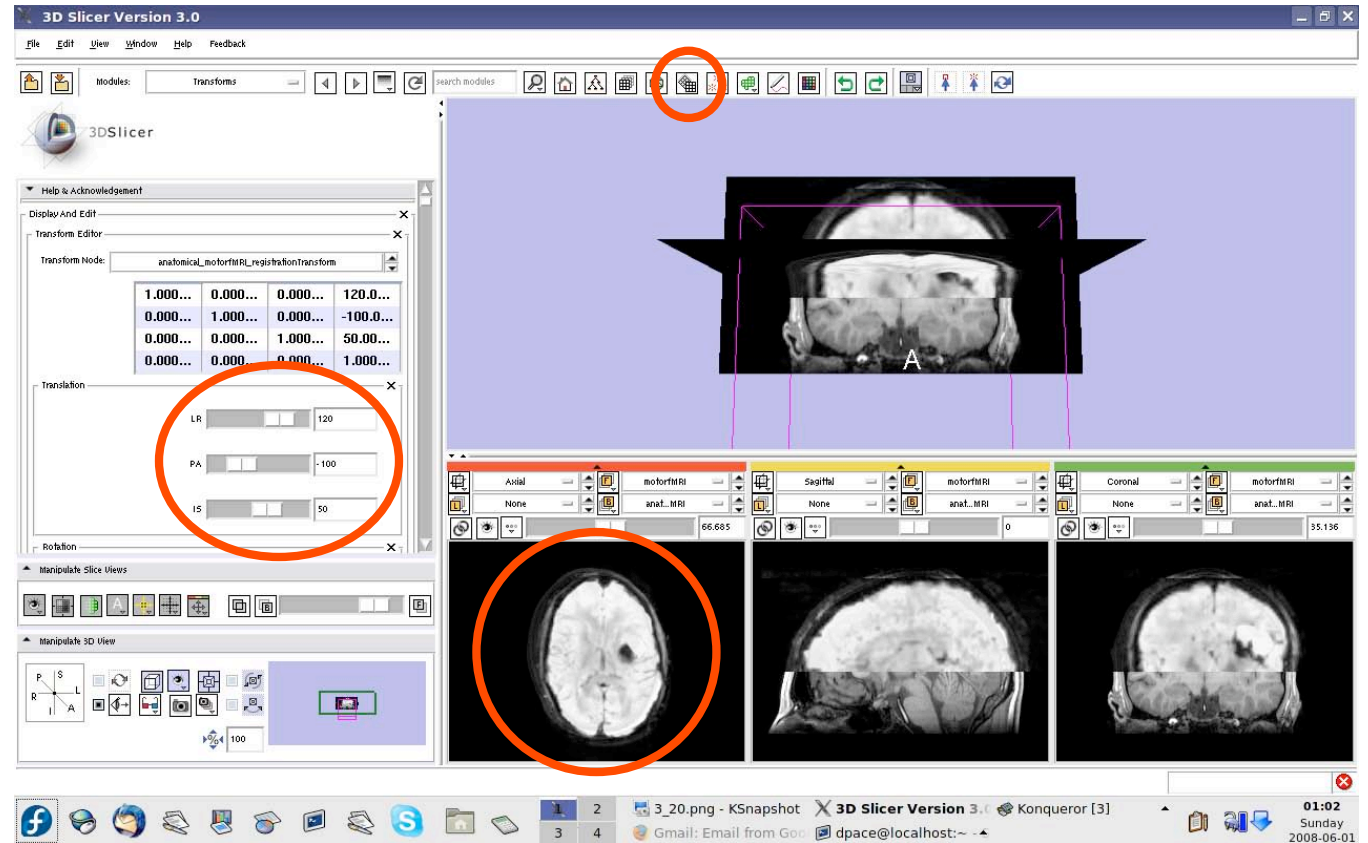 3D Slicer Version 3.0
File Edit View Window Help Feedback
Modules: Transforms search modules
3DSlicer
Help & Acknowledgement
Display And Edit
Transform Editor
Transform Node: anatomical_motorfMRI_registrationTransform
1.000... 0.000... 0.000... 120.0...
0.000... 1.000... 0.000... -100.0...
0.000... 0.000... 1.000... 50.00...
0.000... 0.000... 0.000... 1.000...
Translation
LR 120
PA -100
IS 50
Rotation
A
Axial F motorfMRI Sagittal F motorfMRI Coronal F motorfMRI
L None B anat...MRI L None B anat...MRI L None B anat...MRI
66.685 0 35.136
Manipulate Slice Views
A B F
Manipulate 3D View
P S L R I A
% 100
1 2 3_20.png - KSnapshot 3D Slicer Version 3.0 Konqueror [3] 01:02
3 4 Gmail: Email from Goo dpace@localhost:~ - Sunday
2008-06-01